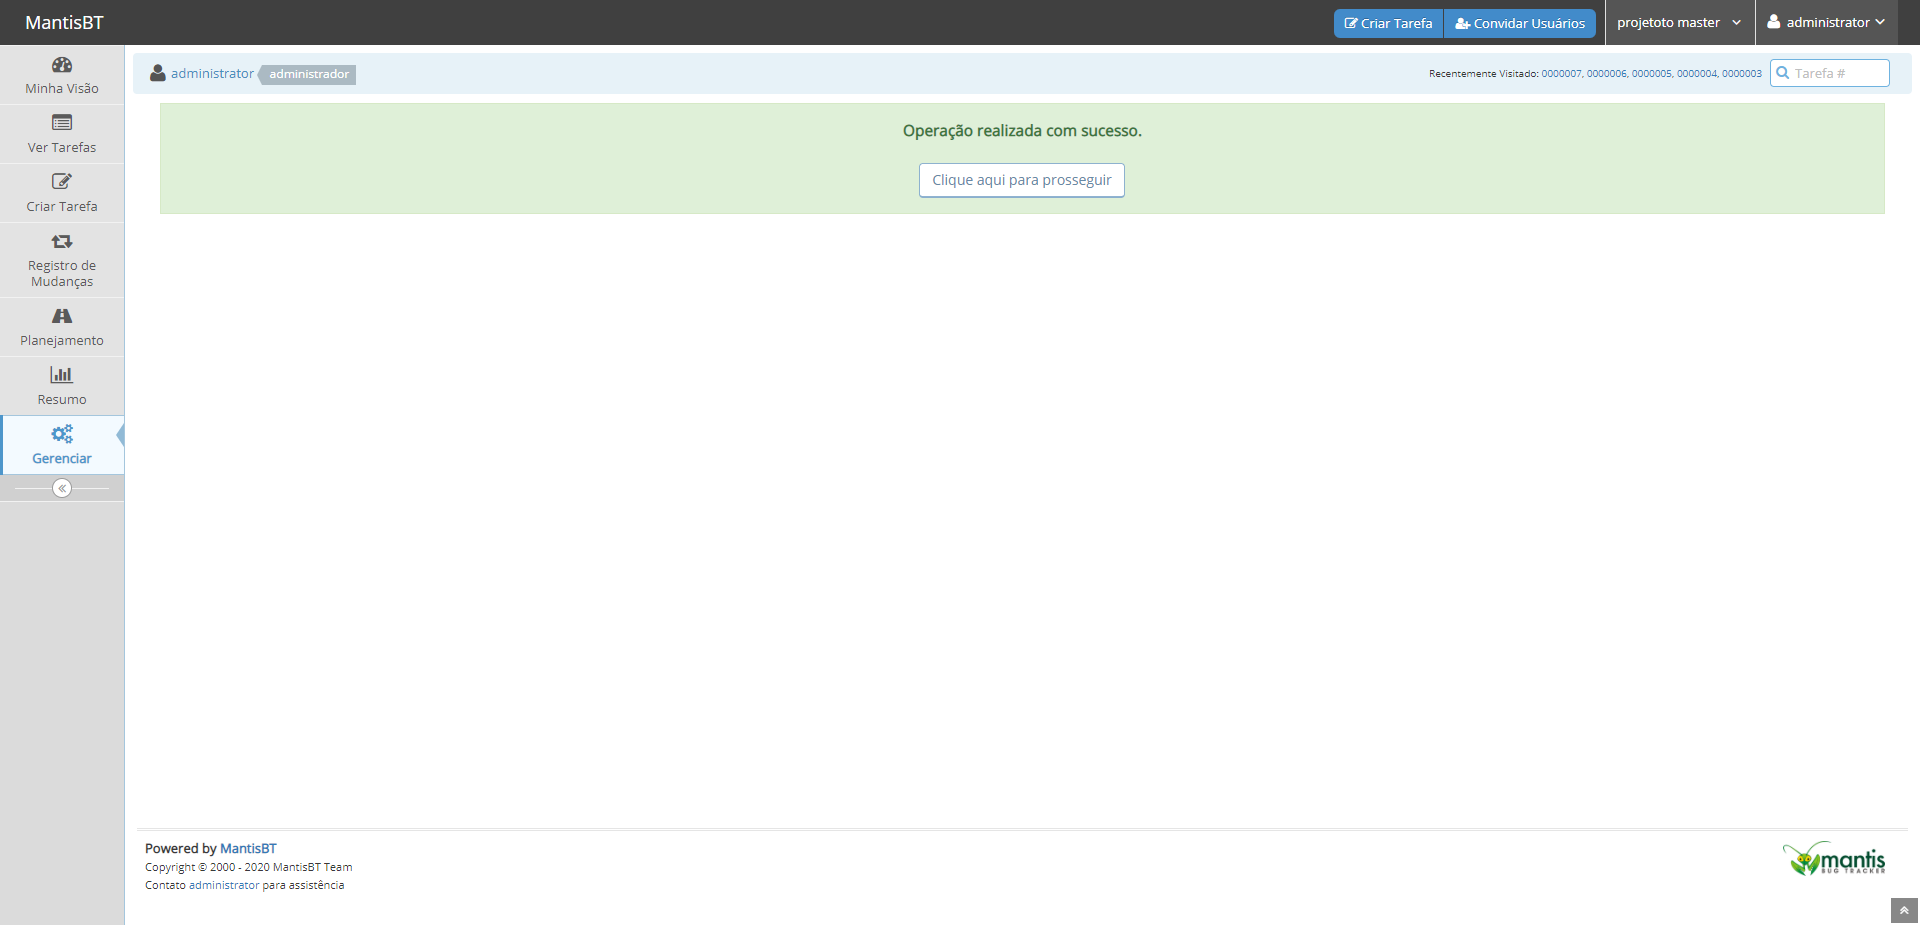 MantisBT
Criar Tarefa
Convidar Usuários
projetoto master
administrator
Minha Visão
Ver Tarefas
Criar Tarefa
Registro de
Mudanças
Planejamento
Resumo
Gerenciar
administrator
administrador
Recentemente Visitado: 0000007, 0000006, 0000005, 0000004, 0000003
Tarefa #
Operação realizada com sucesso.
Clique aqui para prosseguir
Powered by MantisBT
Copyright © 2000 - 2020 MantisBT Team
Contato administrator para assistência
mantis
BUG TRACKER